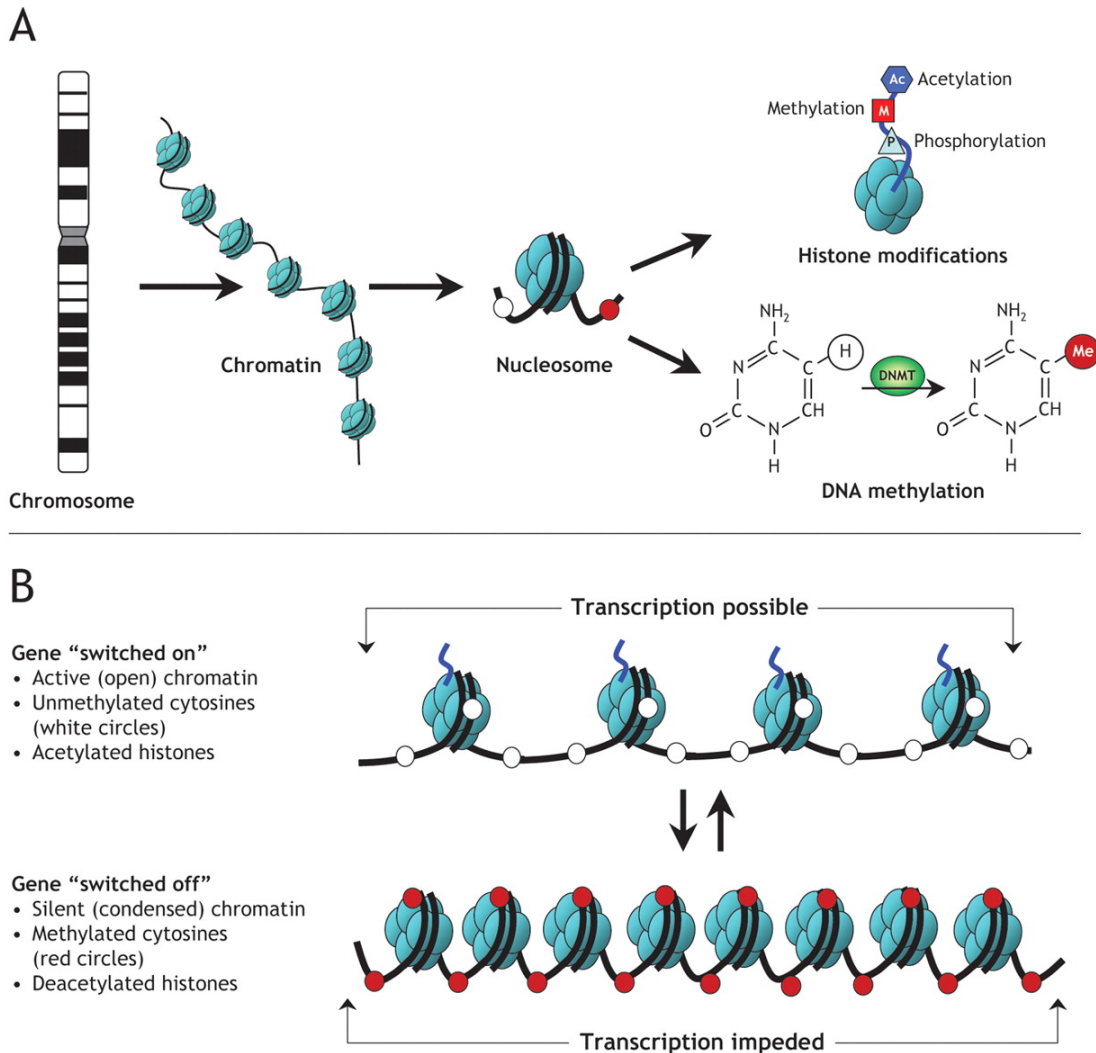 A
Ac Acetylation
Methylation M
P Phosphorylation
Histone modifications
Chromatin
Nucleosome
Chromosome
NH2
N
C
C
H
DNMT
C
CH
O
N
H
NH2
N
C
C
Me
C
CH
O
N
H
DNA methylation
B
Transcription possible
Gene “switched on”
• Active (open) chromatin
• Unmethylated cytosines
(white circles)
• Acetylated histones
Gene “switched off”
• Silent (condensed) chromatin
• Methylated cytosines
(red circles)
• Deacetylated histones
Transcription impeded